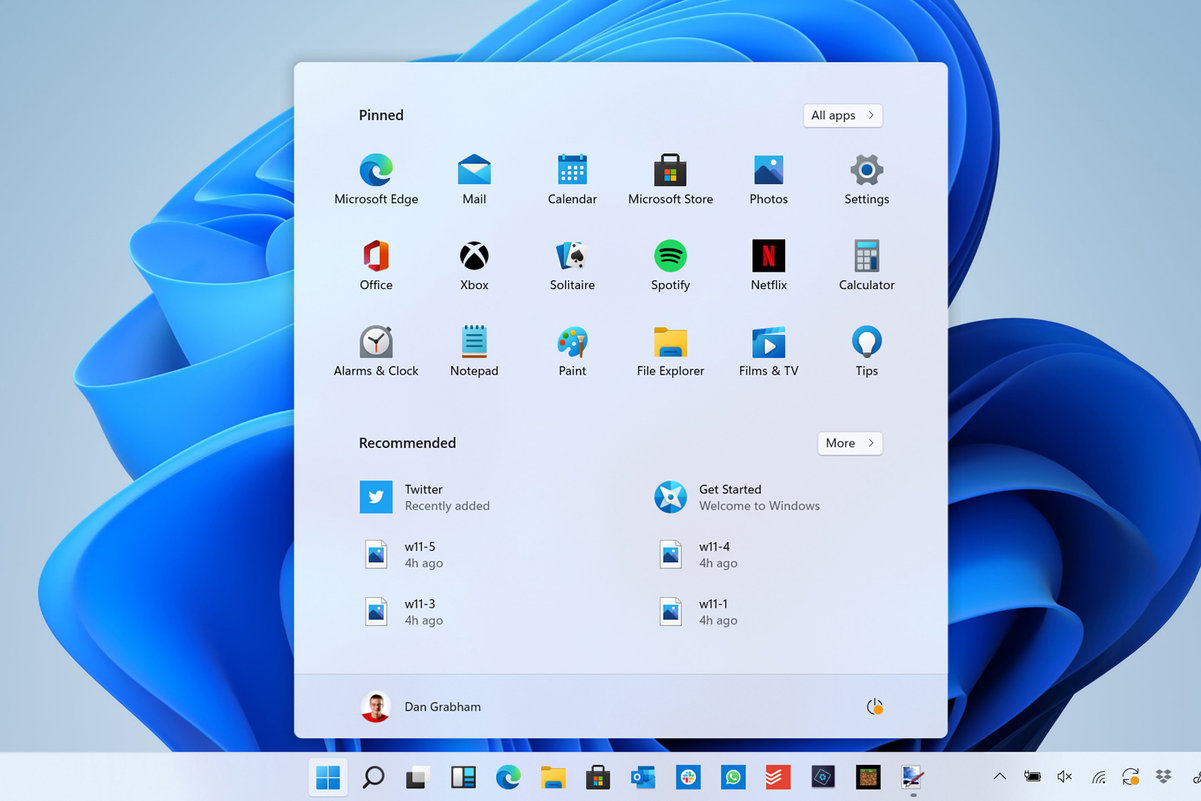 Pinned
All apps
Microsoft Edge
Mail
Calendar
Microsoft Store
Photos
Settings
Office
Xbox
Solitaire
Spotify
Netflix
Calculator
Alarms & Clock
Notepad
Paint
File Explorer
Films & TV
Tips
Recommended
More
Twitter
Recently added
Get Started
Welcome to Windows
w11-5
4h ago
w11-4
4h ago
w11-3
4h ago
w11-1
4h ago
Dan Grabham